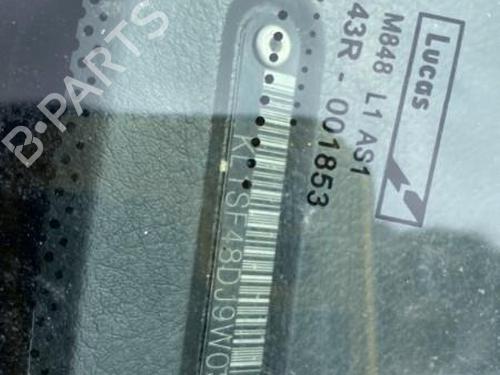 Lucas
M848 L1 AS1
43R - 001853
KL1SF48DJ9W0
B-PARTS